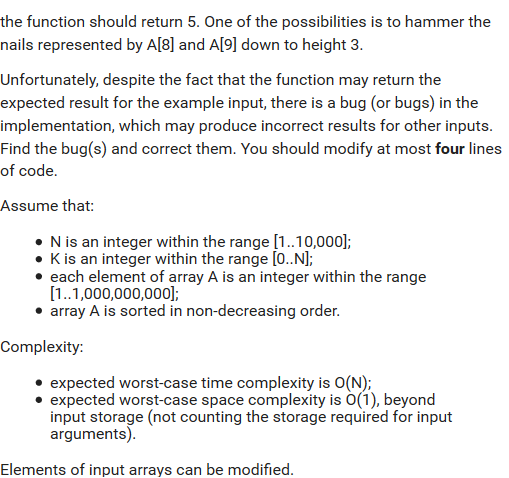 the function should return 5. One of the possibilities is to hammer the
nails represented by A[8] and A[9] down to height 3.
Unfortunately, despite the fact that the function may return the
expected result for the example input, there is a bug (or bugs) in the
implementation, which may produce incorrect results for other inputs.
Find the bug(s) and correct them. You should modify at most four lines
of code.
Assume that:
• N is an integer within the range [1..10,000];
• K is an integer within the range [0..N];
• each element of array A is an integer within the range
[1..1,000,000,000];
• array A is sorted in non-decreasing order.
Complexity:
• expected worst-case time complexity is O(N);
• expected worst-case space complexity is O(1), beyond
input storage (not counting the storage required for input
arguments).
Elements of input arrays can be modified.